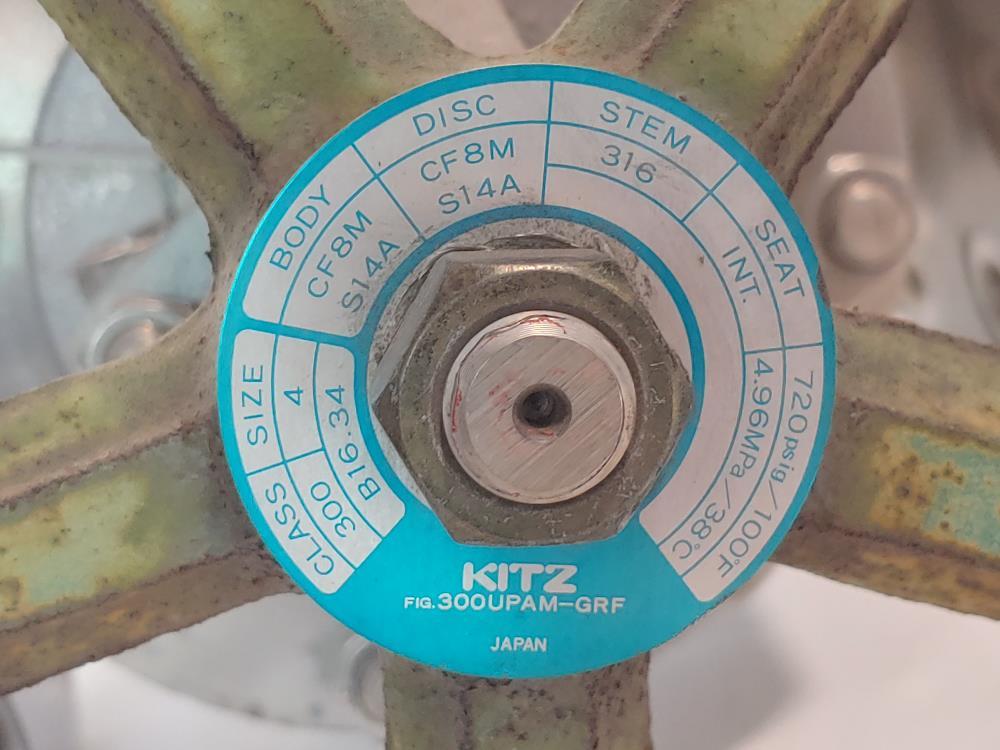 BODY
CF8M
S14A
DISC
CF8M
S14A
STEM
316
SEAT
INT.
720psig/100°F
4.96MPa/38°C
SIZE
4
B16.34
CLASS
300
KITZ
FIG.300UPAM-GRF
JAPAN